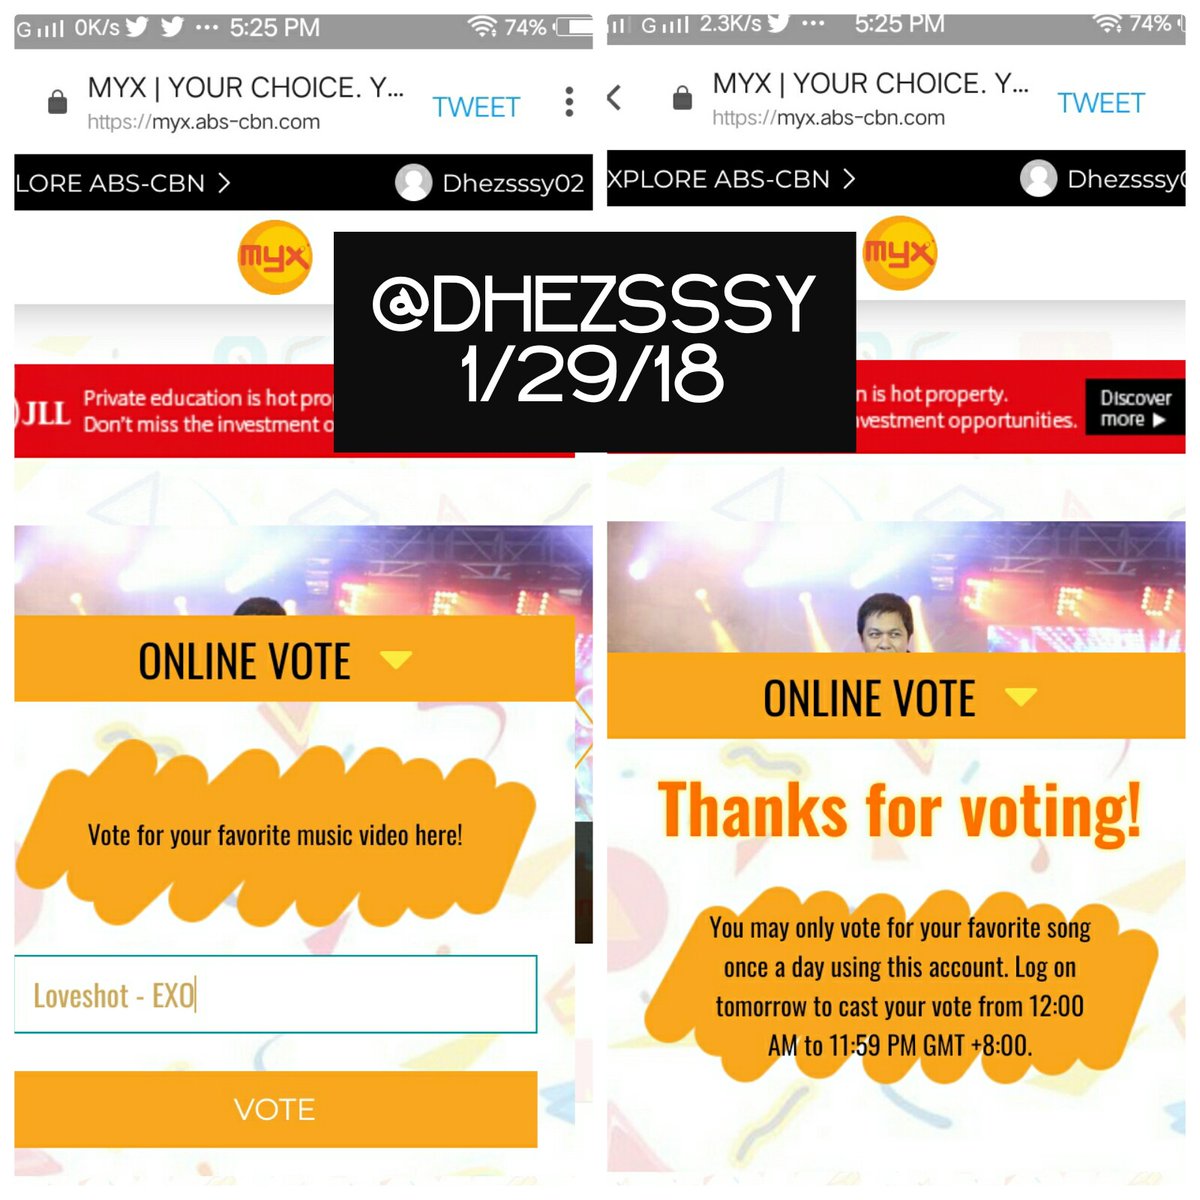 G 0K/s ... 5:25 PM 74%
MYX | YOUR CHOICE. Y...
TWEET
https://myx.abs-cbn.com
LORE ABS-CBN >
Dhezsssy02
myx
JLL
Private education is hot pro
Don't miss the investment o
ONLINE VOTE
Vote for your favorite music video here!
Loveshot - EXO
VOTE
@DHEZSSSY
1/29/18
G 2.3K/s ... 5:25 PM 74%
MYX | YOUR CHOICE. Y...
TWEET
https://myx.abs-cbn.com
XPLORE ABS-CBN >
Dhezsssy0
myx
n is hot property.
vestment opportunities.
Discover
more ▶
I R U
ONLINE VOTE
Thanks for voting!
You may only vote for your favorite song
once a day using this account. Log on
tomorrow to cast your vote from 12:00
AM to 11:59 PM GMT +8:00.